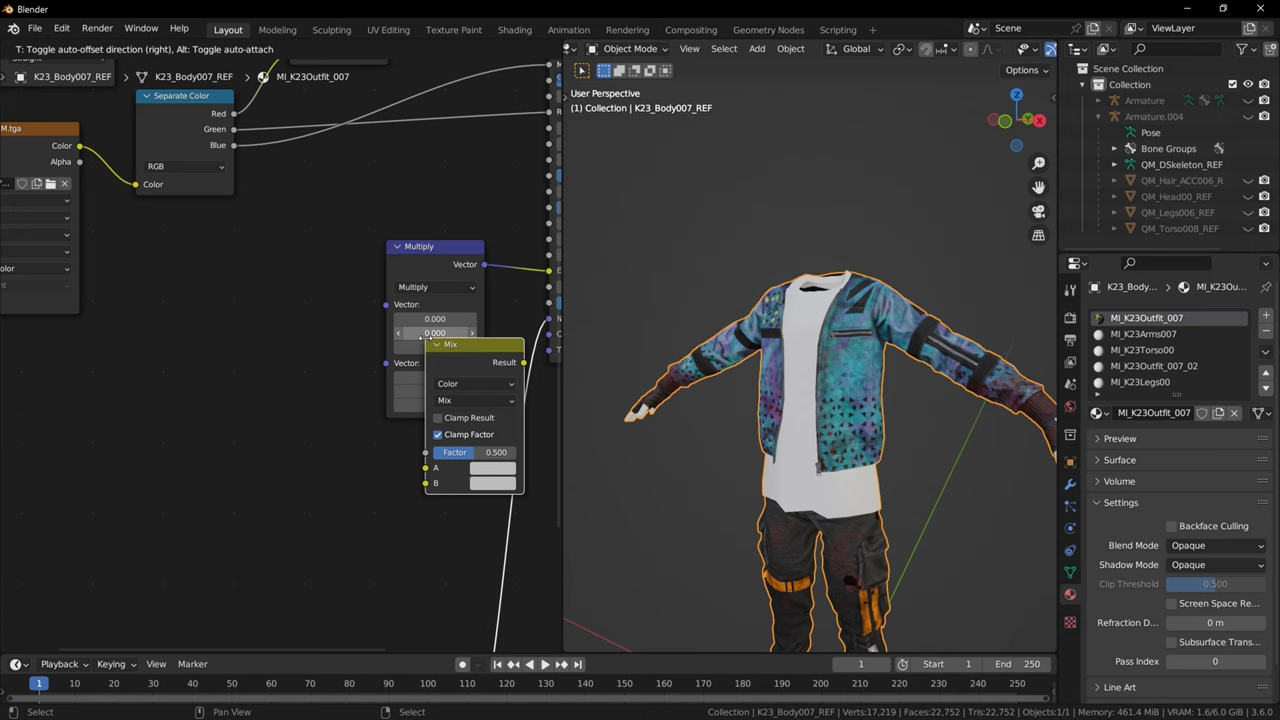 Blender
File Edit Render Window Help Layout Modeling Sculpting UV Editing Texture Paint Shading Animation Rendering Compositing Geometry Nodes Scripting Scene ViewLayer
T: Toggle auto-offset direction (right), Alt: Toggle auto-attach
Object Mode View Select Add Object Global
K23_Body007_REF K23_Body007_REF MI_K23Outfit_007
Options
Separate Color
Red
Green
Blue
RGB
Color
M.tga
Color
Alpha
Multiply
Vector
Multiply
Vector:
0.000
0.000
Vector:
Mix
Result
Color
Mix
Clamp Result
Clamp Factor
Factor 0.500
A
B
User Perspective
(1) Collection | K23_Body007_REF
Z
X
Y
Scene Collection
Collection
Armature
Armature.004
Pose
Bone Groups
QM_DSkeleton_REF
QM_Hair_ACC006_R
QM_Head00_REF
QM_Legs006_REF
QM_Torso008_REF
K23_Body... MI_K23Ou...
MI_K23Outfit_007
MI_K23Arms007
MI_K23Torso00
MI_K23Outfit_007_02
MI_K23Legs00
MI_K23Outfit_007
Preview
Surface
Volume
Settings
Backface Culling
Blend Mode Opaque
Shadow Mode Opaque
Clip Threshold 0.500
Screen Space Re...
Refraction D... 0 m
Subsurface Trans...
Pass Index 0
Line Art
Playback Keying View Marker 1 Start 1 End 250
1 10 20 30 40 50 60 70 80 90 100 110 120 130 140 150 160 170 180 190 200 210 220 230 240 250
Select Pan View Select Collection | K23_Body007_REF | Verts:17,219 | Faces:22,752 | Tris:22,752 | Objects:1/1 | Memory: 461.4 MiB | VRAM: 1.6/6.0 GiB | 3.6.0